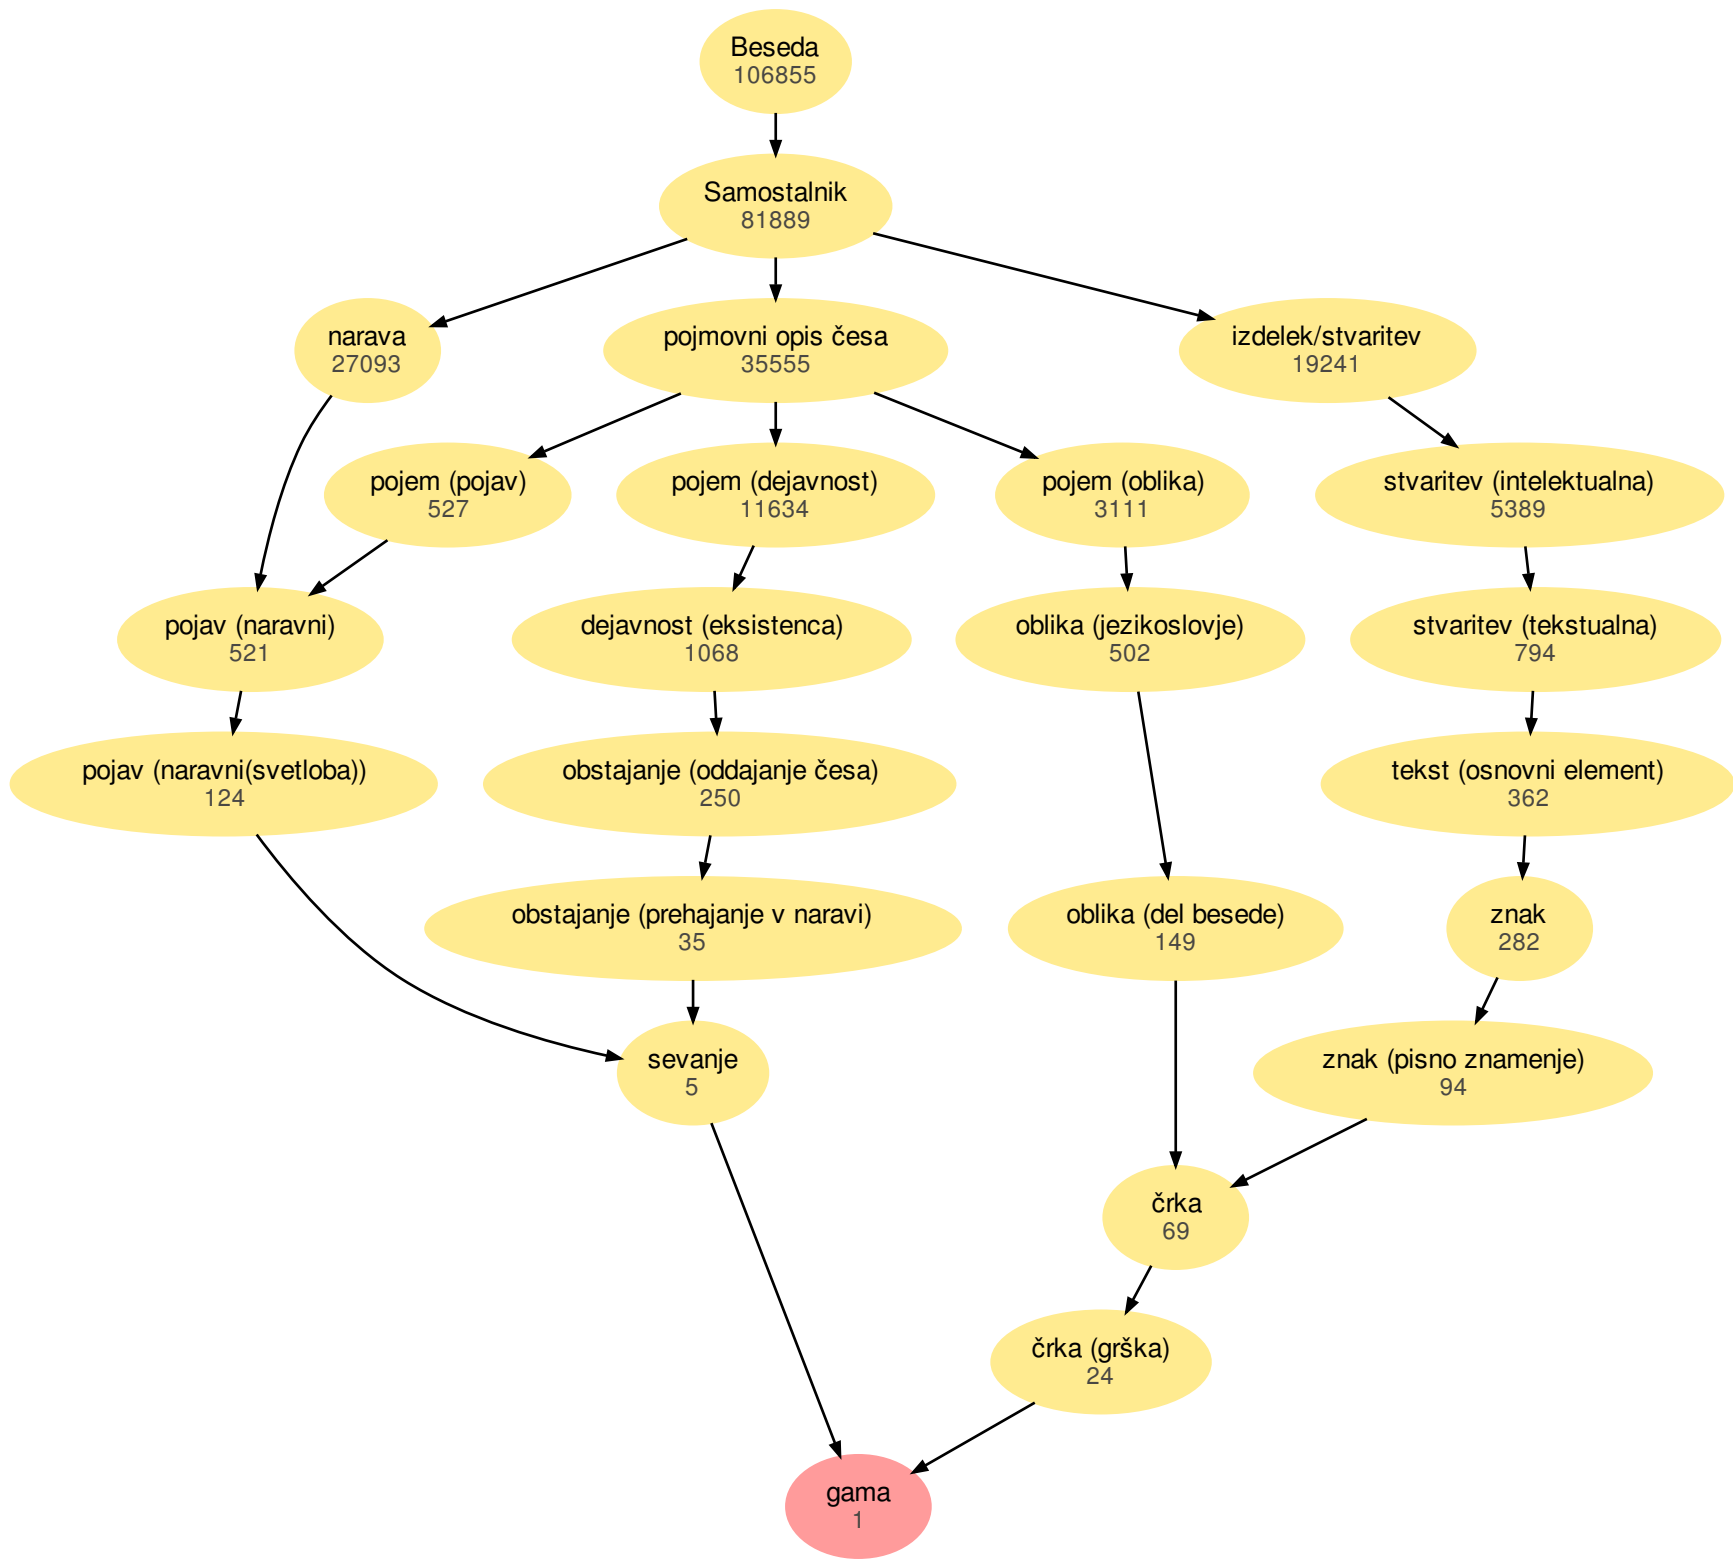 Beseda
106855
Samostalnik
81889
narava
27093
pojmovni opis česa
35555
izdelek/stvaritev
19241
pojem (pojav)
527
pojem (dejavnost)
11634
pojem (oblika)
3111
stvaritev (intelektualna)
5389
pojav (naravni)
521
dejavnost (eksistenca)
1068
oblika (jezikoslovje)
502
stvaritev (tekstualna)
794
pojav (naravni(svetloba))
124
obstajanje (oddajanje česa)
250
tekst (osnovni element)
362
obstajanje (prehajanje v naravi)
35
oblika (del besede)
149
znak
282
sevanje
5
znak (pisno znamenje)
94
črka
69
črka (grška)
24
gama
1